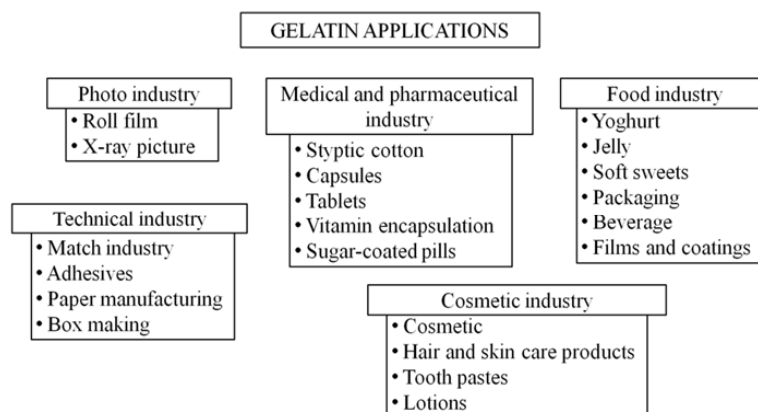 GELATIN APPLICATIONS
Photo industry
• Roll film
• X-ray picture
Medical and pharmaceutical
industry
• Styptic cotton
• Capsules
• Tablets
• Vitamin encapsulation
• Sugar-coated pills
Food industry
• Yoghurt
• Jelly
• Soft sweets
• Packaging
• Beverage
• Films and coatings
Technical industry
• Match industry
• Adhesives
• Paper manufacturing
• Box making
Cosmetic industry
• Cosmetic
• Hair and skin care products
• Tooth pastes
• Lotions